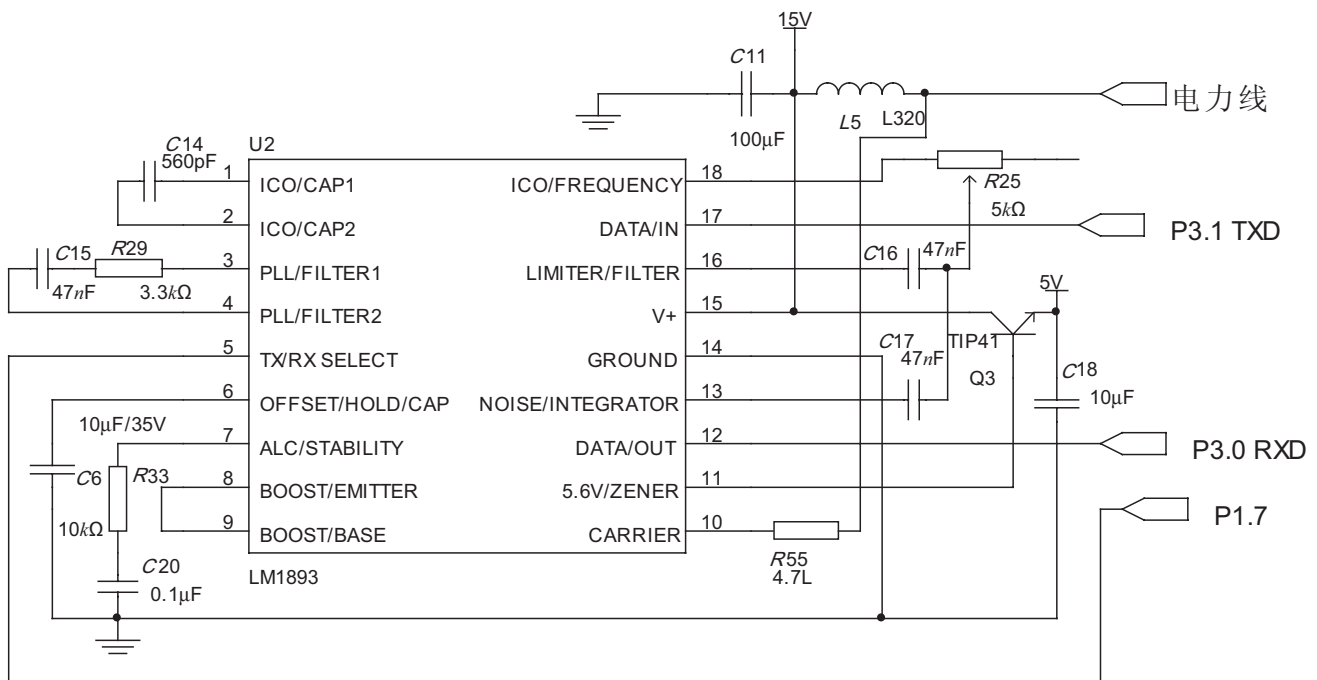 15V
C11
100μF
L5
L320
电力线
U2
C14
560pF
1
ICO/CAP1
2
ICO/CAP2
C15
47nF
R29
3.3kΩ
3
PLL/FILTER1
4
PLL/FILTER2
5
TX/RX SELECT
6
OFFSET/HOLD/CAP
10μF/35V
7
ALC/STABILITY
C6
R33
10kΩ
8
BOOST/EMITTER
9
BOOST/BASE
C20
0.1μF
LM1893
ICO/FREQUENCY
18
R25
5kΩ
DATA/IN
17
P3.1 TXD
LIMITER/FILTER
16
C16
47nF
V+
15
5V
GROUND
14
C17
47nF
TIP41
Q3
C18
10μF
NOISE/INTEGRATOR
13
DATA/OUT
12
P3.0 RXD
5.6V/ZENER
11
P1.7
CARRIER
10
R55
4.7L